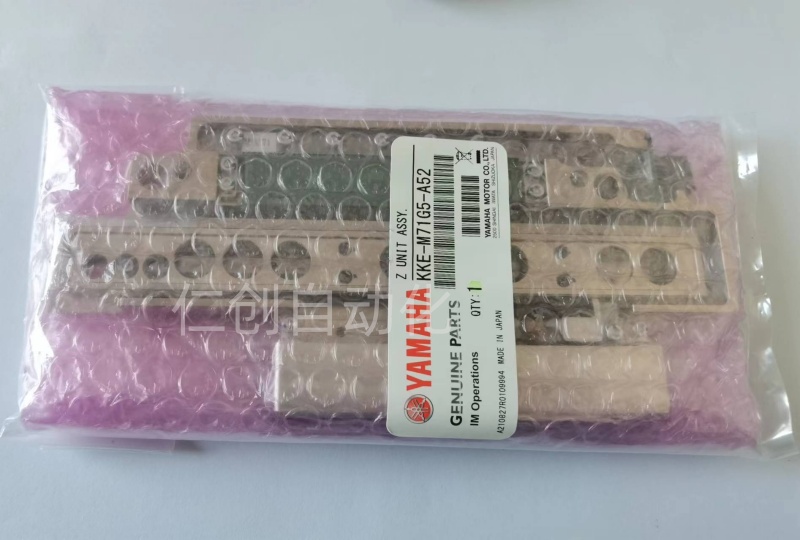 Z UNIT ASSY.
KKE-M71G5-A52
YAMAHA
GENUINE PARTS
IM Operations
QTY:1
YAMAHA MOTOR CO., LTD.
A210827R0109994 MADE IN JAPAN
仁创自动化